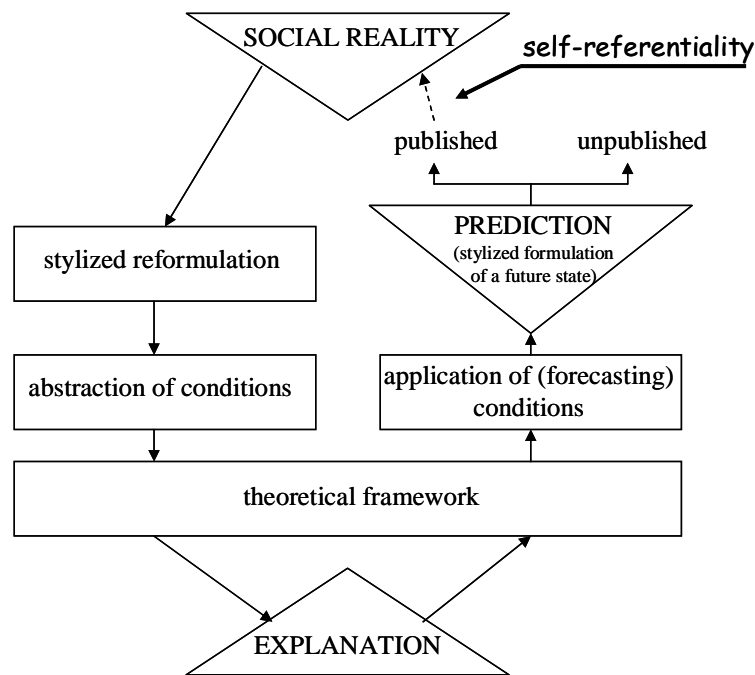 SOCIAL REALITY
self-referentiality
published
unpublished
PREDICTION
(stylized formulation
of a future state)
stylized reformulation
abstraction of conditions
application of (forecasting)
conditions
theoretical framework
EXPLANATION